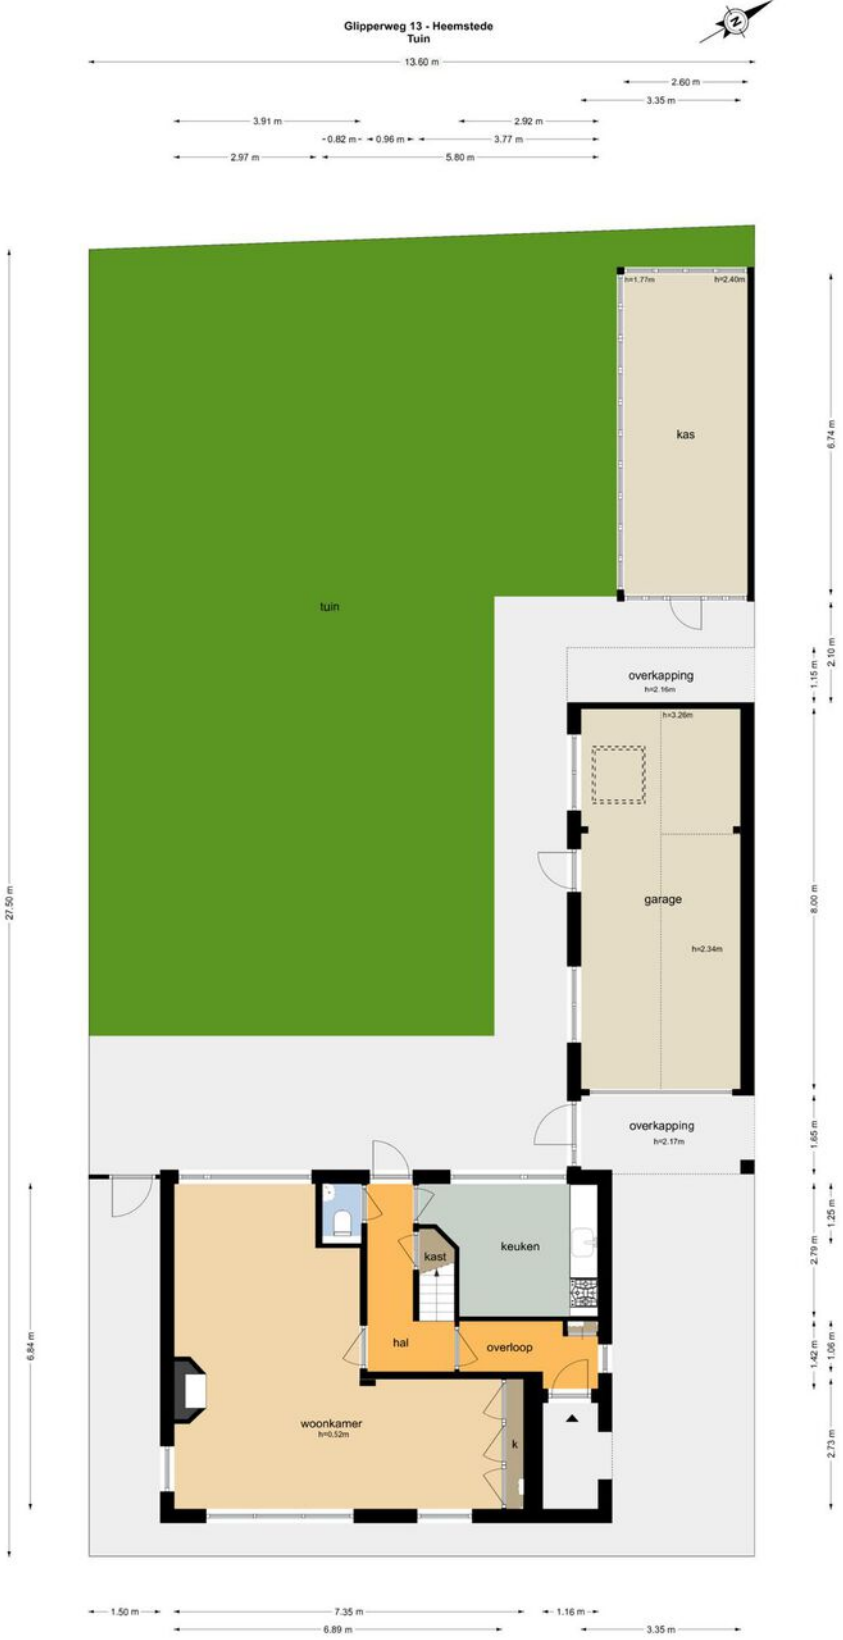 Glipperweg 13 - Heemstede
Tuin
N
13.60 m
2.60 m
3.35 m
3.91 m
2.92 m
0.82 m
0.96 m
3.77 m
2.97 m
5.80 m
h=1.77m
h=2.40m
kas
6.74 m
tuin
2.10 m
1.15 m
overkapping
h=2.16m
h=3.26m
garage
h=2.34m
8.00 m
27.50 m
overkapping
h=2.17m
1.65 m
keuken
kast
1.25 m
2.79 m
hal
overloop
1.42 m
1.06 m
6.84 m
woonkamer
h=0.52m
k
2.73 m
1.50 m
7.35 m
1.16 m
6.89 m
3.35 m